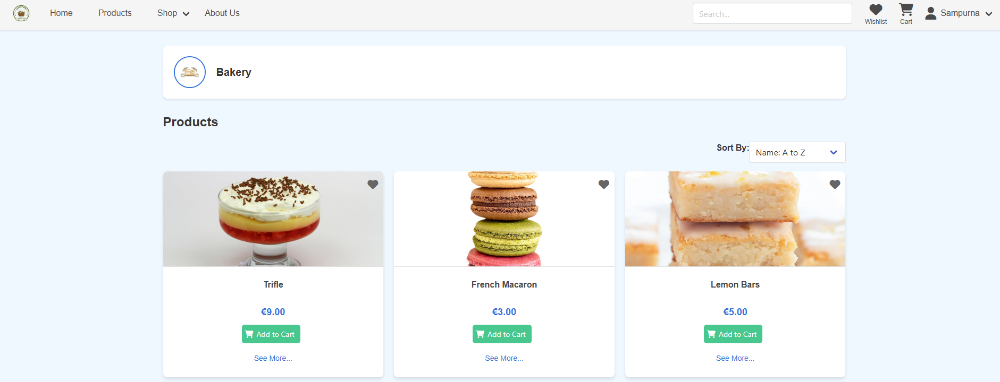 Home
Products
Shop
About Us
Search...
Wishlist
Cart
Sampurna
Bakery
Products
Sort By:
Name: A to Z
Trifle
€9.00
Add to Cart
See More...
French Macaron
€3.00
Add to Cart
See More...
Lemon Bars
€5.00
Add to Cart
See More...